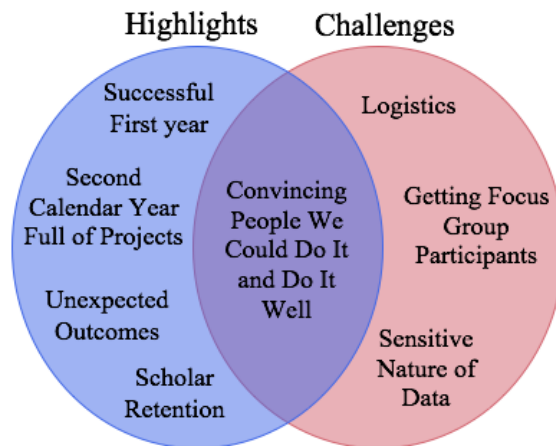 Highlights
Challenges
Successful
First year
Second
Calendar Year
Full of Projects
Unexpected
Outcomes
Scholar
Retention
Convincing
People We
Could Do It
and Do It
Well
Logistics
Getting Focus
Group
Participants
Sensitive
Nature of
Data